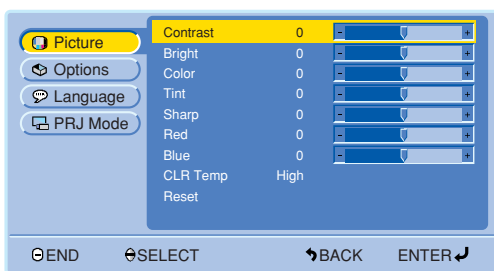 Picture
Options
Language
PRJ Mode
Contrast 0 - +
Bright 0 - +
Color 0 - +
Tint 0 - +
Sharp 0 - +
Red 0 - +
Blue 0 - +
CLR Temp High
Reset
END SELECT BACK ENTER